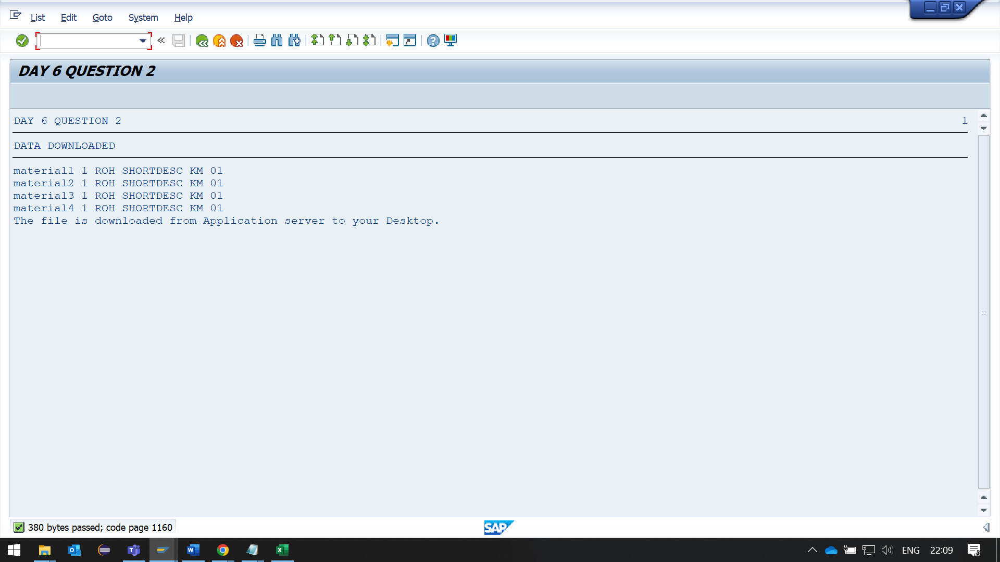 List Edit Goto System Help
DAY 6 QUESTION 2
DAY 6 QUESTION 2 1
DATA DOWNLOADED
material1 1 ROH SHORTDESC KM 01
material2 1 ROH SHORTDESC KM 01
material3 1 ROH SHORTDESC KM 01
material4 1 ROH SHORTDESC KM 01
The file is downloaded from Application server to your Desktop.
380 bytes passed; code page 1160
SAP
ENG 22:09